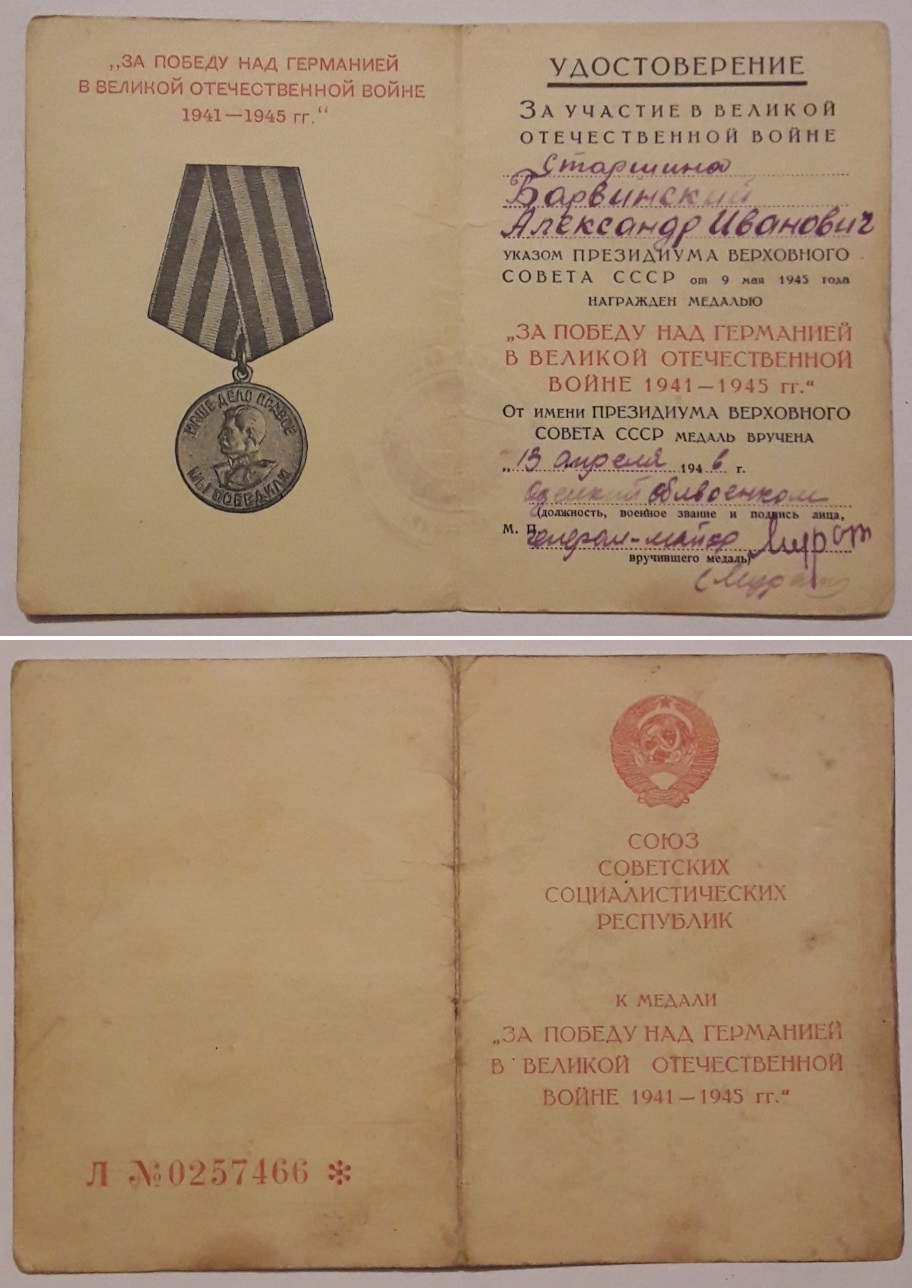 „ЗА ПОБЕДУ НАД ГЕРМАНИЕЙ
В ВЕЛИКОЙ ОТЕЧЕСТВЕННОЙ ВОЙНЕ
1941—1945 гг.“
НАШЕ ДЕЛО ПРАВОЕ
МЫ ПОБЕДИЛИ
УДОСТОВЕРЕНИЕ
ЗА УЧАСТИЕ В ВЕЛИКОЙ
ОТЕЧЕСТВЕННОЙ ВОЙНЕ
Старшина
Барвинский
Александр Иванович
УКАЗОМ ПРЕЗИДИУМА ВЕРХОВНОГО
СОВЕТА СССР от 9 мая 1945 года
НАГРАЖДЕН МЕДАЛЬЮ
„ЗА ПОБЕДУ НАД ГЕРМАНИЕЙ
В ВЕЛИКОЙ ОТЕЧЕСТВЕННОЙ
ВОЙНЕ 1941—1945 гг.“
От имени ПРЕЗИДИУМА ВЕРХОВНОГО
СОВЕТА СССР МЕДАЛЬ ВРУЧЕНА
„13 апреля 1946 г.
облвоенком
(должность, военное звание и подпись лица,
М. П. генерал-майор
вручившего медаль)
СОЮЗ
СОВЕТСКИХ
СОЦИАЛИСТИЧЕСКИХ
РЕСПУБЛИК
К МЕДАЛИ
„ЗА ПОБЕДУ НАД ГЕРМАНИЕЙ
В ВЕЛИКОЙ ОТЕЧЕСТВЕННОЙ
ВОЙНЕ 1941—1945 гг.“
Л №0257466 *